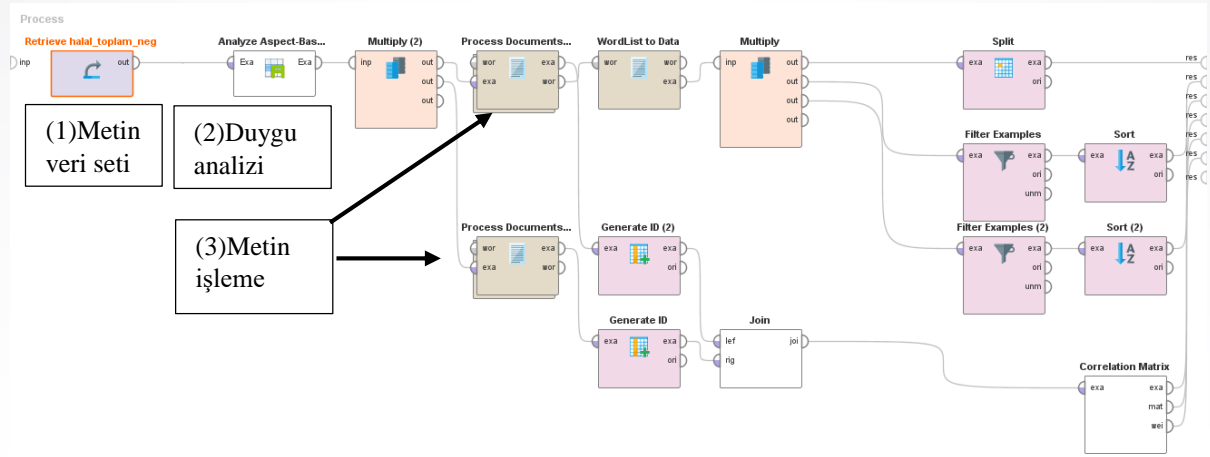 Process
Retrieve halal_toplam_neg
inp
out
Analyze Aspect-Bas...
Exa
Exa
Multiply (2)
inp
out
out
out
Process Documents...
wor
exa
exa
wor
WordList to Data
wor
wor
exa
Multiply
inp
out
out
out
out
Split
exa
exa
ori
res
res
res
res
res
res
res
(1)Metin
veri seti
(2)Duygu
analizi
Filter Examples
exa
exa
ori
unm
Sort
exa
exa
ori
(3)Metin
işleme
Process Documents...
wor
exa
exa
wor
Generate ID (2)
exa
exa
ori
Filter Examples (2)
exa
exa
ori
unm
Sort (2)
exa
exa
ori
Generate ID
exa
exa
ori
Join
lef
joi
rig
Correlation Matrix
exa
exa
mat
wei